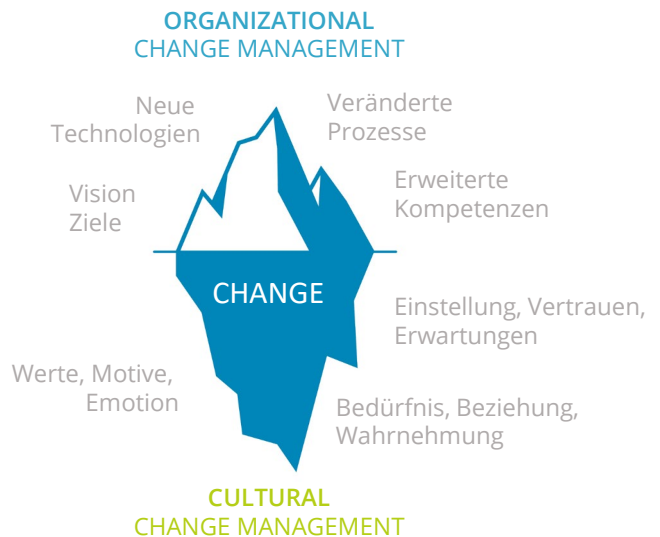 ORGANIZATIONAL
CHANGE MANAGEMENT
Neue
Technologien
Veränderte
Prozesse
Vision
Ziele
Erweiterte
Kompetenzen
CHANGE
Einstellung, Vertrauen,
Erwartungen
Werte, Motive,
Emotion
Bedürfnis, Beziehung,
Wahrnehmung
CULTURAL
CHANGE MANAGEMENT